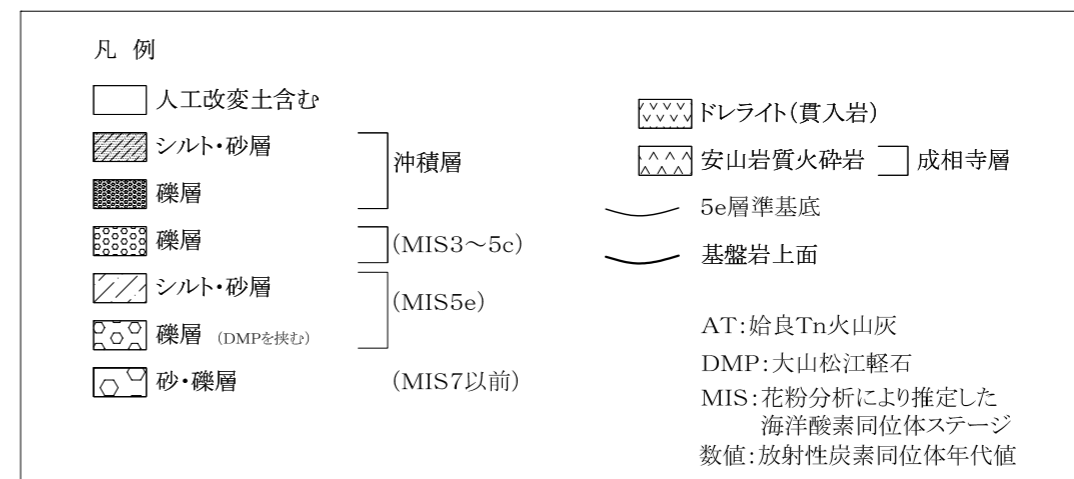 凡 例
人工改変土含む
シルト・砂層
礫層
沖積層
礫層
(MIS3～5c)
シルト・砂層
礫層 (DMPを挟む)
(MIS5e)
砂・礫層
(MIS7以前)
ドレライト(貫入岩)
安山岩質火砕岩
成相寺層
5e層準基底
基盤岩上面
AT:姶良Tn火山灰
DMP:大山松江軽石
MIS:花粉分析により推定した
海洋酸素同位体ステージ
数値:放射性炭素同位体年代値